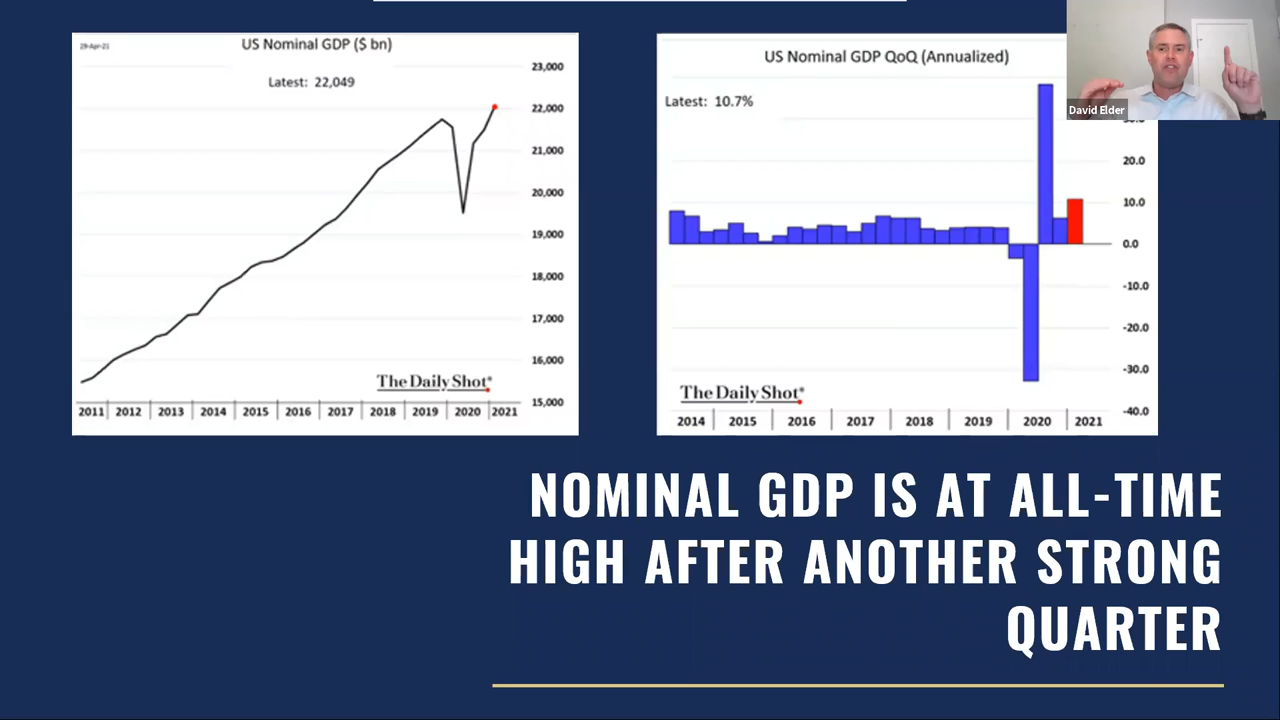 29-Apr-21
US Nominal GDP ($ bn)
Latest: 22,049
23,000
22,000
21,000
20,000
19,000
18,000
17,000
16,000
15,000
The Daily Shot*
2011 2012 2013 2014 2015 2016 2017 2018 2019 2020 2021
US Nominal GDP QoQ (Annualized)
Latest: 10.7%
20.0
10.0
0.0
-10.0
-20.0
-30.0
-40.0
The Daily Shot*
2014 2015 2016 2017 2018 2019 2020 2021
David Elder
NOMINAL GDP IS AT ALL-TIME
HIGH AFTER ANOTHER STRONG
QUARTER